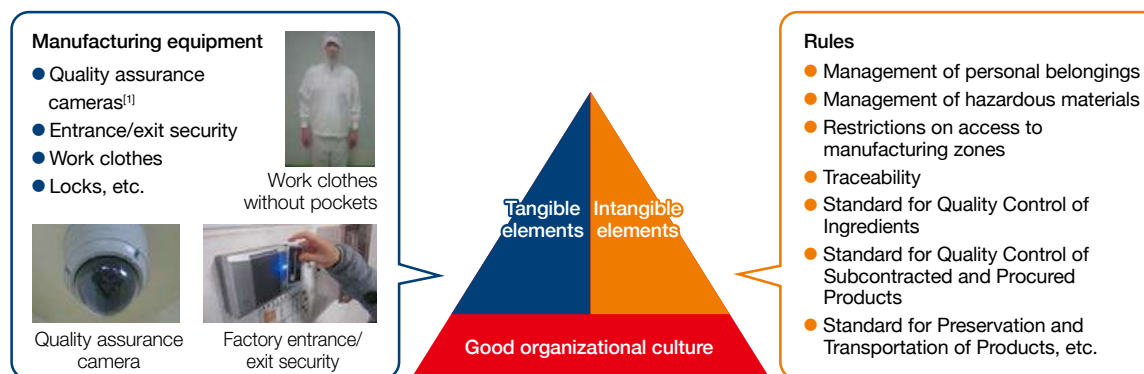 Manufacturing equipment
● Quality assurance
cameras[1]
● Entrance/exit security
● Work clothes
● Locks, etc.
Work clothes
without pockets
Quality assurance
camera
Factory entrance/
exit security
Tangible
elements
Intangible
elements
Good organizational culture
Rules
● Management of personal belongings
● Management of hazardous materials
● Restrictions on access to
manufacturing zones
● Traceability
● Standard for Quality Control of
Ingredients
● Standard for Quality Control of
Subcontracted and Procured
Products
● Standard for Preservation and
Transportation of Products, etc.